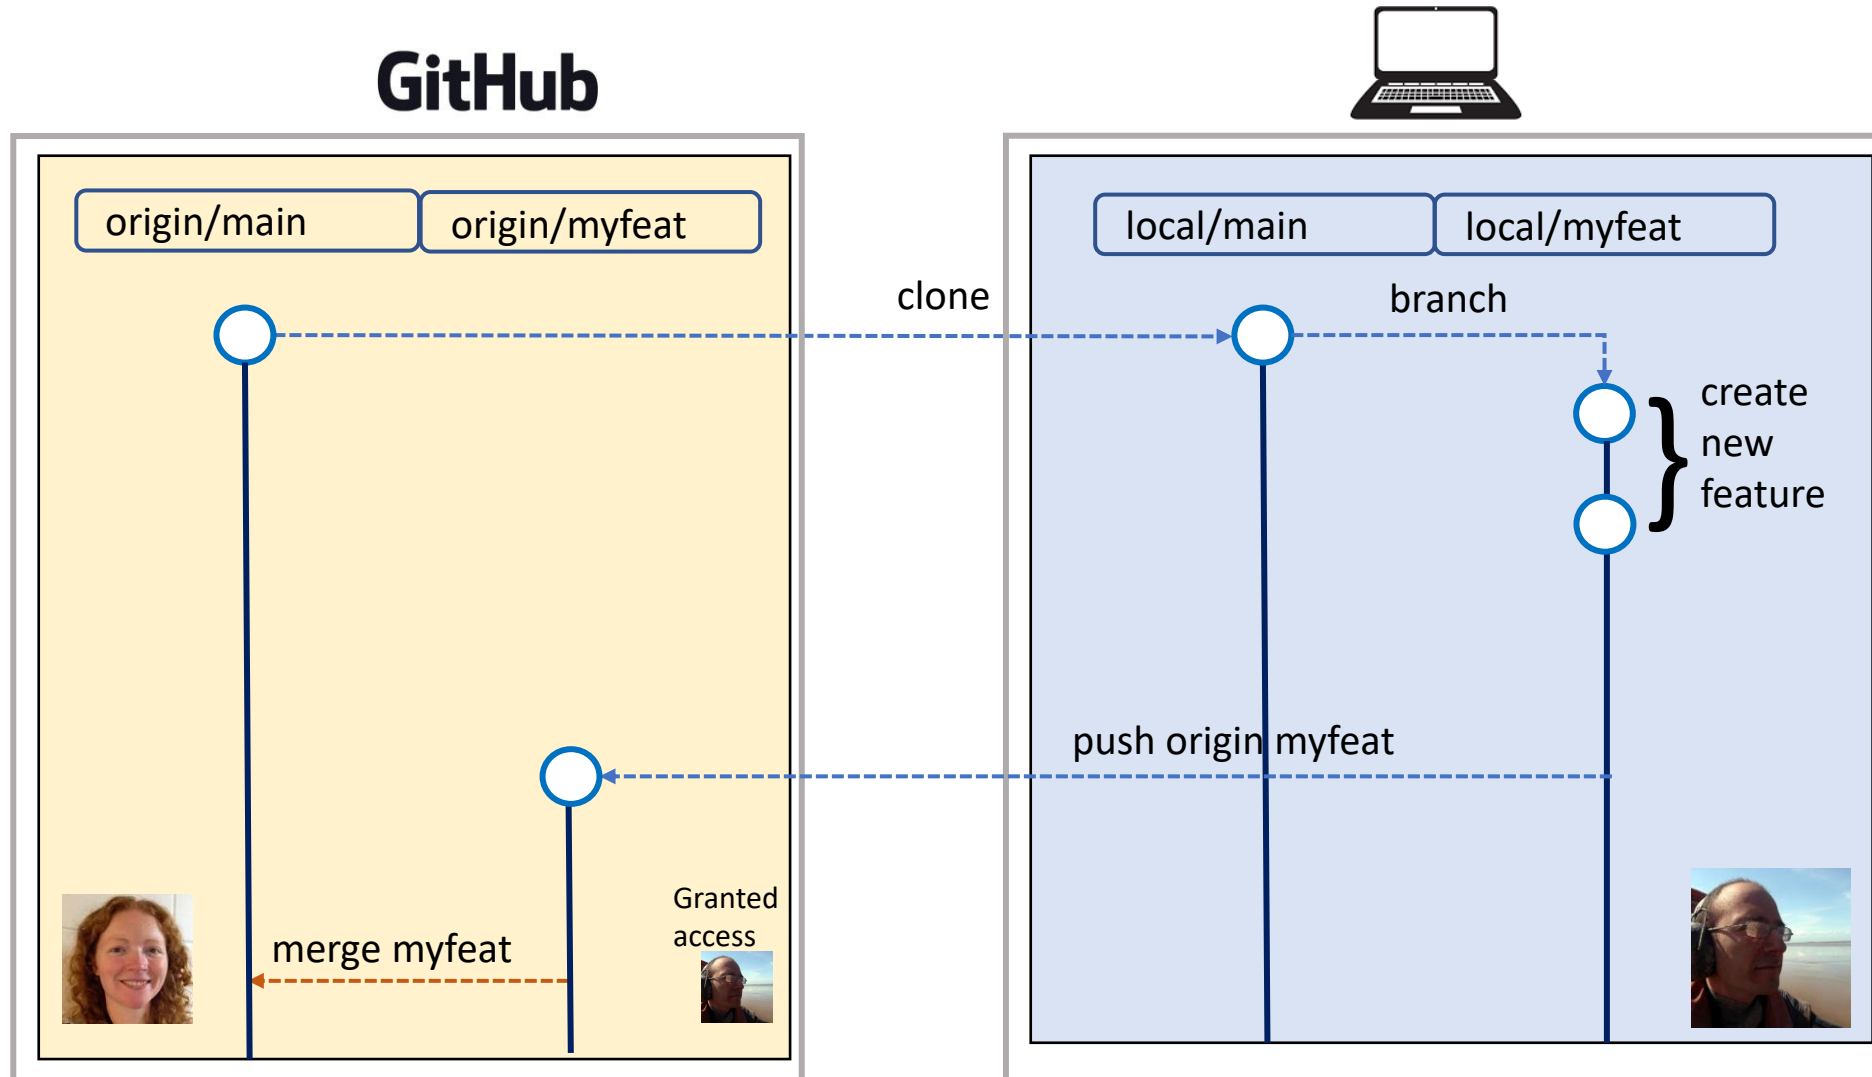 GitHub
origin/main
origin/myfeat
local/main
local/myfeat
clone
branch
create
new
feature
push origin myfeat
Granted
access
merge myfeat